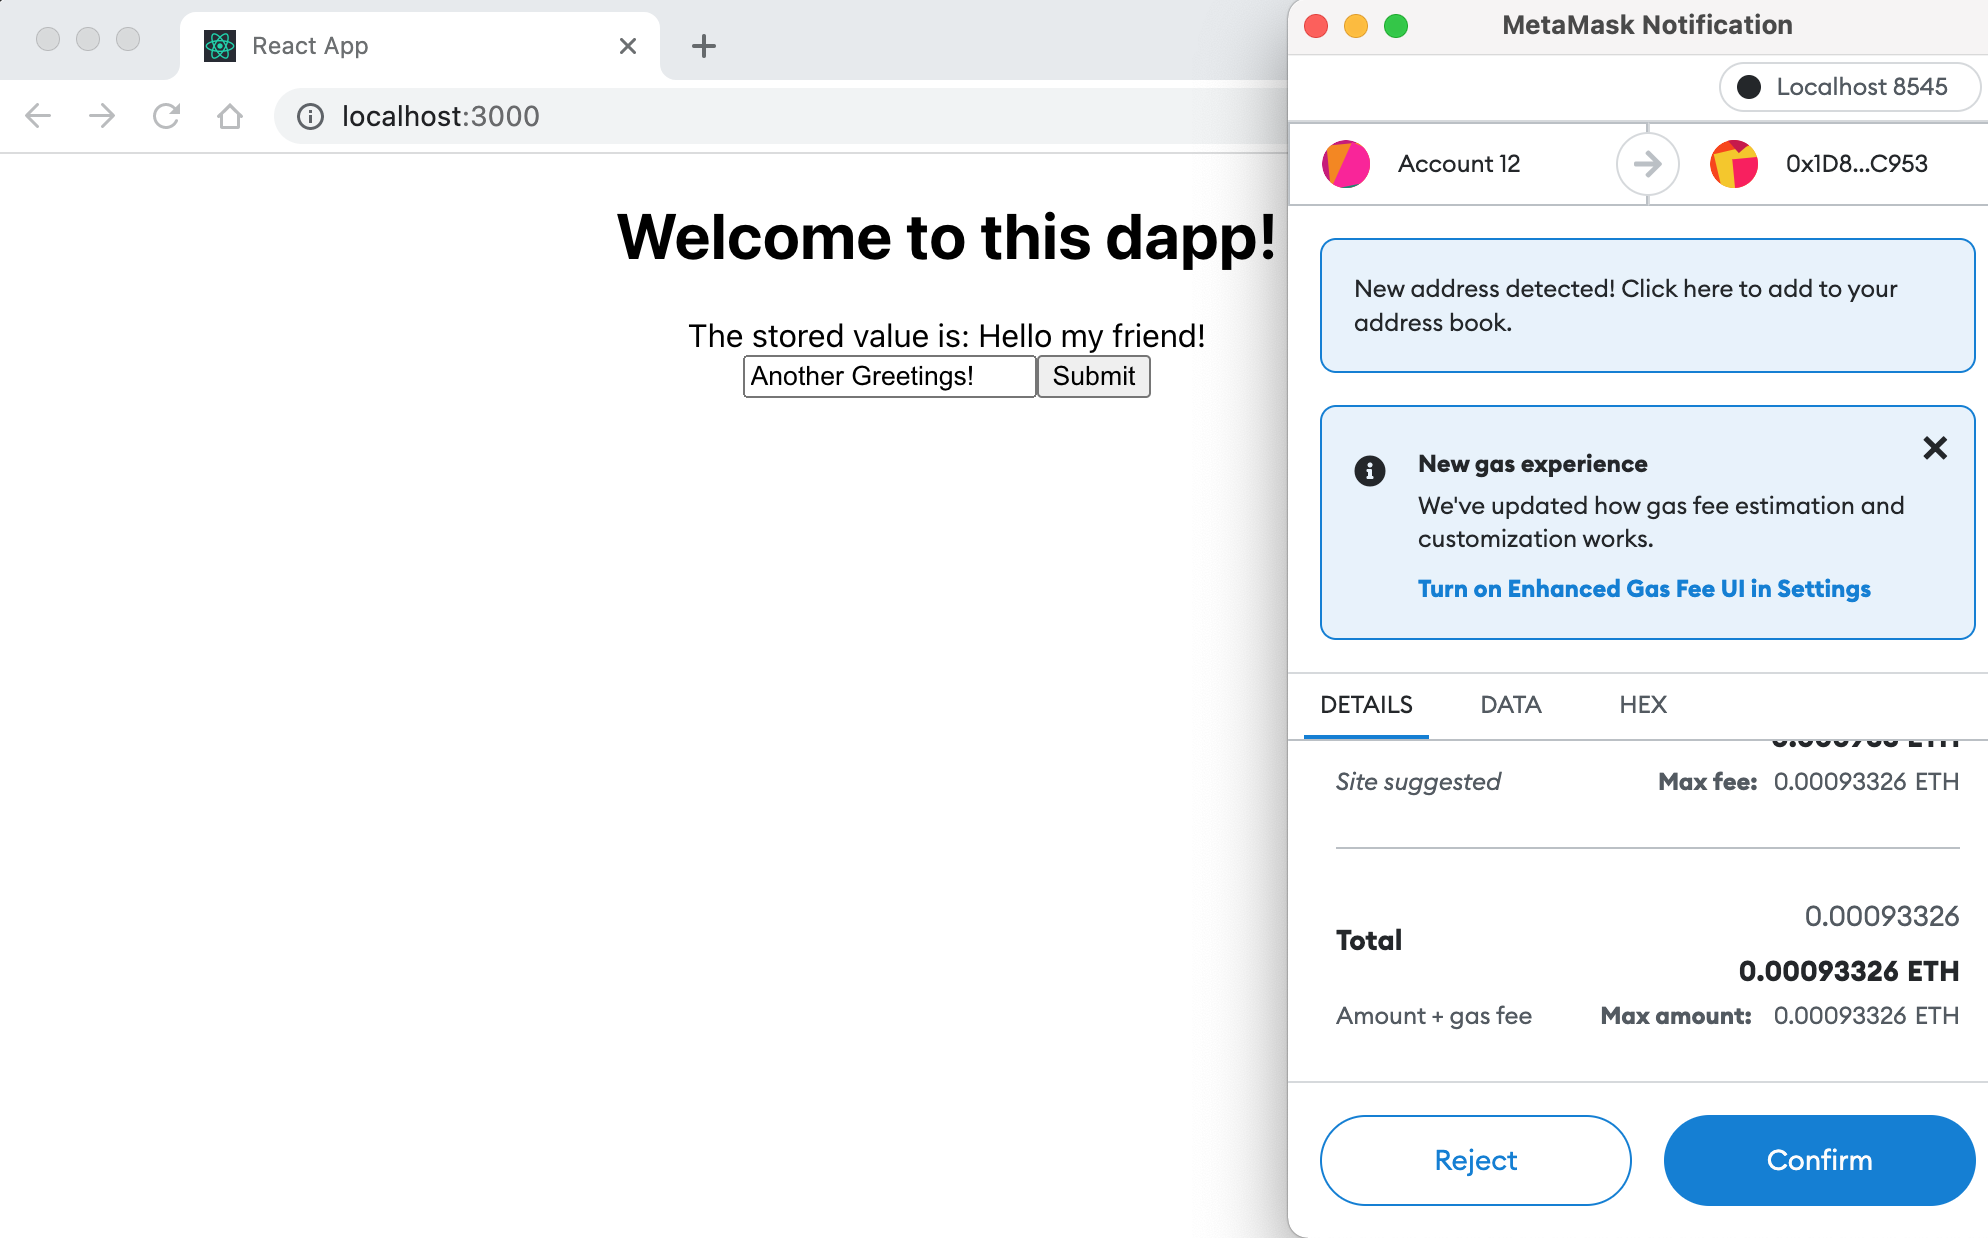 React App
localhost:3000
Welcome to this dapp!
The stored value is: Hello my friend!
Another Greetings!
Submit
MetaMask Notification
Localhost 8545
Account 12
0x1D8...C953
New address detected! Click here to add to your
address book.
New gas experience
We've updated how gas fee estimation and
customization works.
Turn on Enhanced Gas Fee UI in Settings
DETAILS DATA HEX
Site suggested Max fee: 0.00093326 ETH
0.00093326
Total
0.00093326 ETH
Amount + gas fee Max amount: 0.00093326 ETH
Reject Confirm